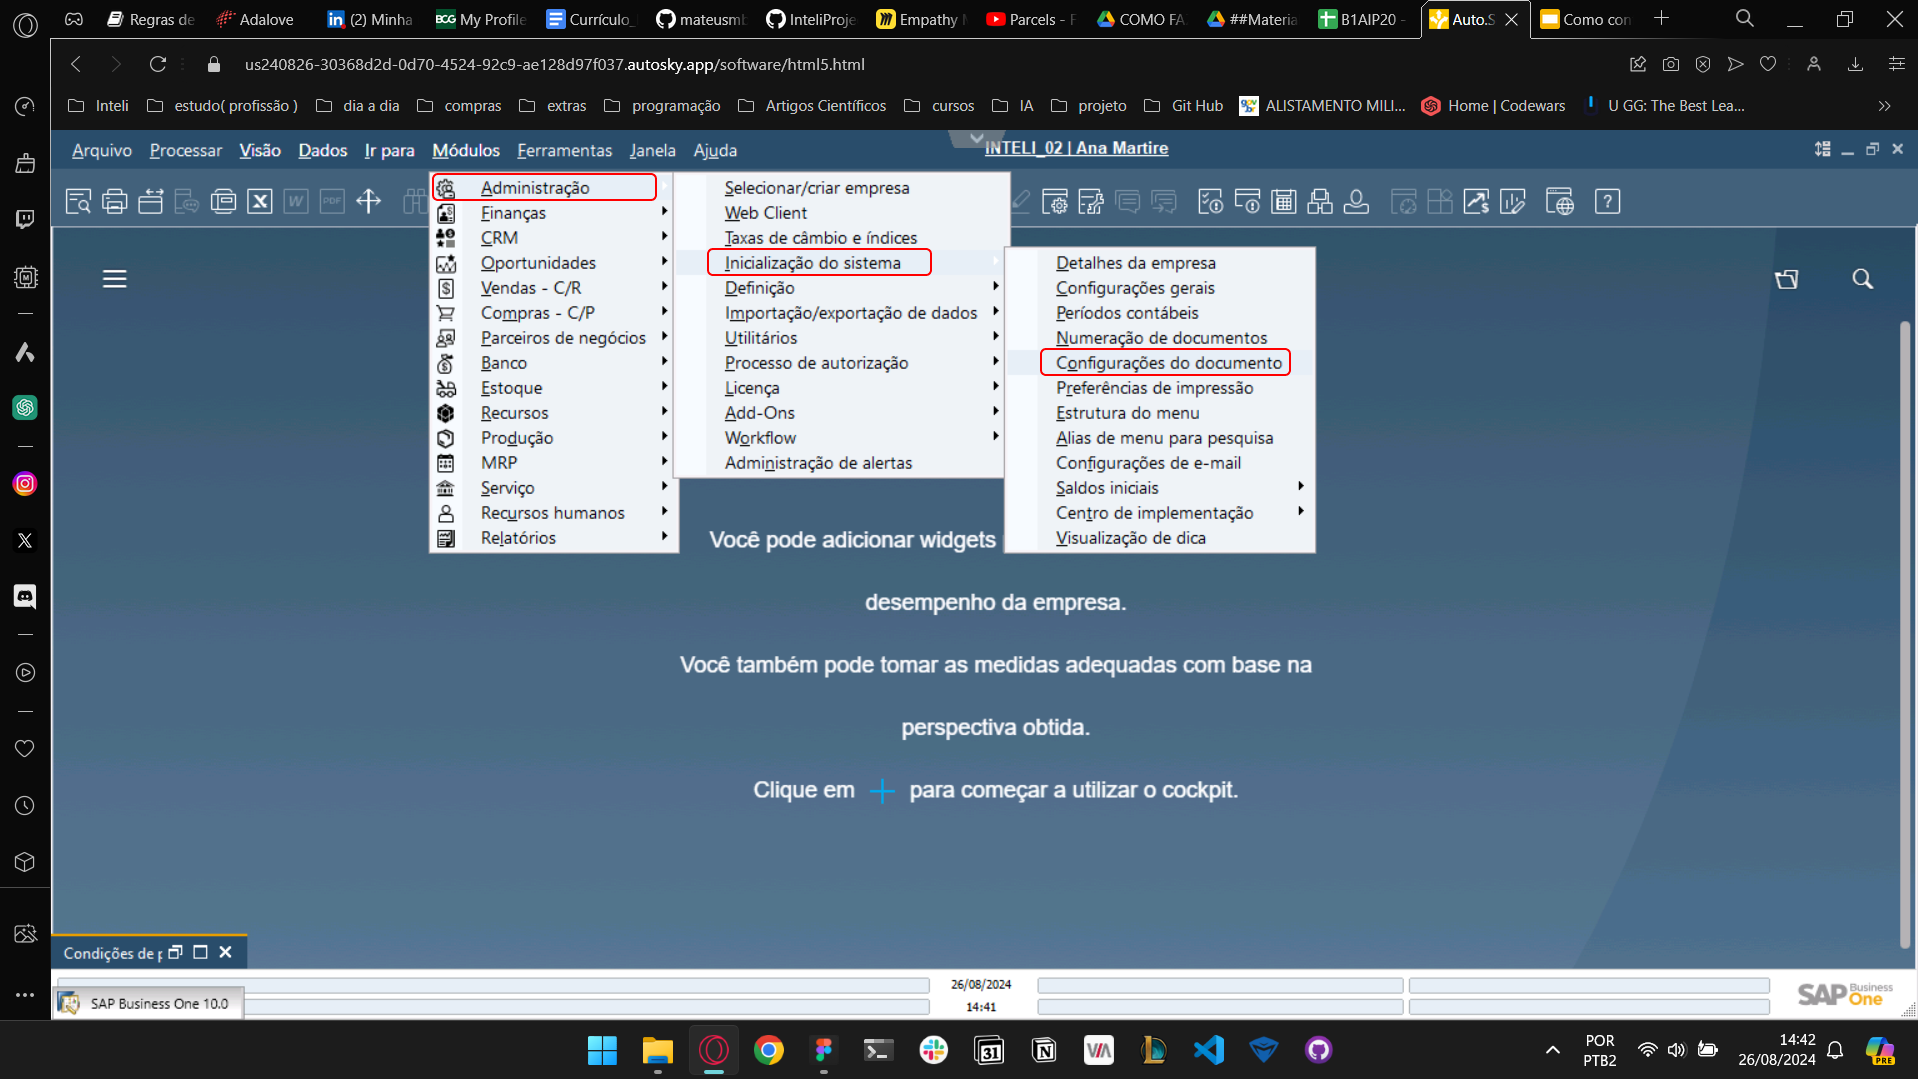 Regras de
Adalove
(2) Minha
My Profile
Currículo_
mateusmb
InteliProje
Empathy M
Parcels - F
COMO FA
##Materia
B1AIP20 -
Auto.S
Como con
us240826-30368d2d-0d70-4524-92c9-ae128d97f037.autosky.app/software/html5.html
Inteli
estudo( profissão )
dia a dia
compras
extras
programação
Artigos Científicos
cursos
IA
projeto
Git Hub
ALISTAMENTO MILI...
Home | Codewars
U GG: The Best Lea...
Arquivo
Processar
Visão
Dados
Ir para
Módulos
Ferramentas
Janela
Ajuda
INTELI_02 | Ana Martire
Administração
Finanças
CRM
Oportunidades
Vendas - C/R
Compras - C/P
Parceiros de negócios
Banco
Estoque
Recursos
Produção
MRP
Serviço
Recursos humanos
Relatórios
Selecionar/criar empresa
Web Client
Taxas de câmbio e índices
Inicialização do sistema
Definição
Importação/exportação de dados
Utilitários
Processo de autorização
Licença
Add-Ons
Workflow
Administração de alertas
Detalhes da empresa
Configurações gerais
Períodos contábeis
Numeração de documentos
Configurações do documento
Preferências de impressão
Estrutura do menu
Alias de menu para pesquisa
Configurações de e-mail
Saldos iniciais
Centro de implementação
Visualização de dica
Você pode adicionar widgets
desempenho da empresa.
Você também pode tomar as medidas adequadas com base na
perspectiva obtida.
Clique em + para começar a utilizar o cockpit.
Condições de p
SAP Business One 10.0
26/08/2024
14:41
SAP Business One
POR
PTB2
14:42
26/08/2024